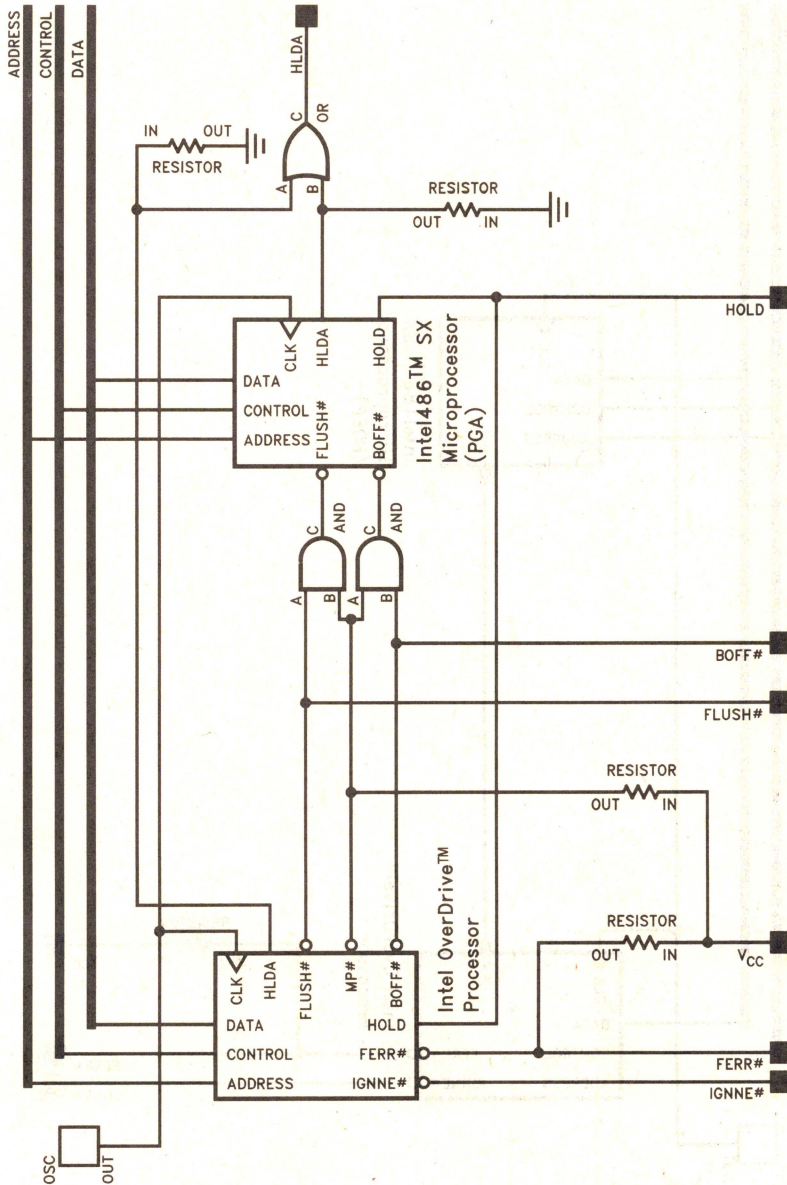 ADDRESS
CONTROL
DATA
HLDA
C
OR
IN
OUT
RESISTOR
A
B
RESISTOR
OUT
IN
CLK
HLDA
HOLD
DATA
CONTROL
ADDRESS
FLUSH#
BOFF#
Intel486™ SX
Microprocessor
(PGA)
HOLD
C
AND
C
AND
A
B
A
B
BOFF#
FLUSH#
RESISTOR
OUT
IN
RESISTOR
OUT
IN
VCC
CLK
HLDA
FLUSH#
MP#
BOFF#
DATA
CONTROL
ADDRESS
HOLD
FERR#
IGNNE#
Intel OverDrive™
Processor
FERR#
IGNNE#
OSC
OUT